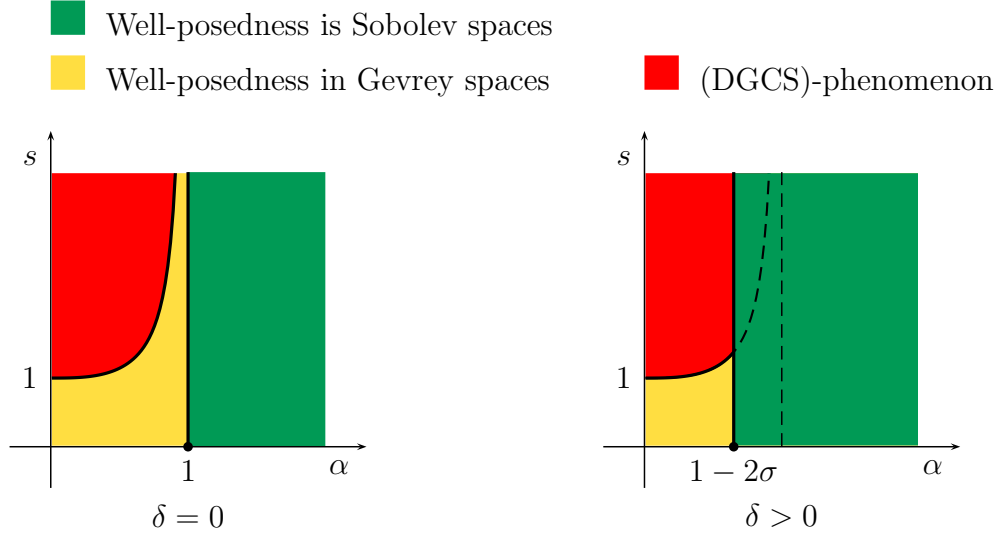 Well-posedness is Sobolev spaces
Well-posedness in Gevrey spaces
(DGCS)-phenomenon
s
1
1
α
δ = 0
s
1
1 − 2σ
α
δ > 0